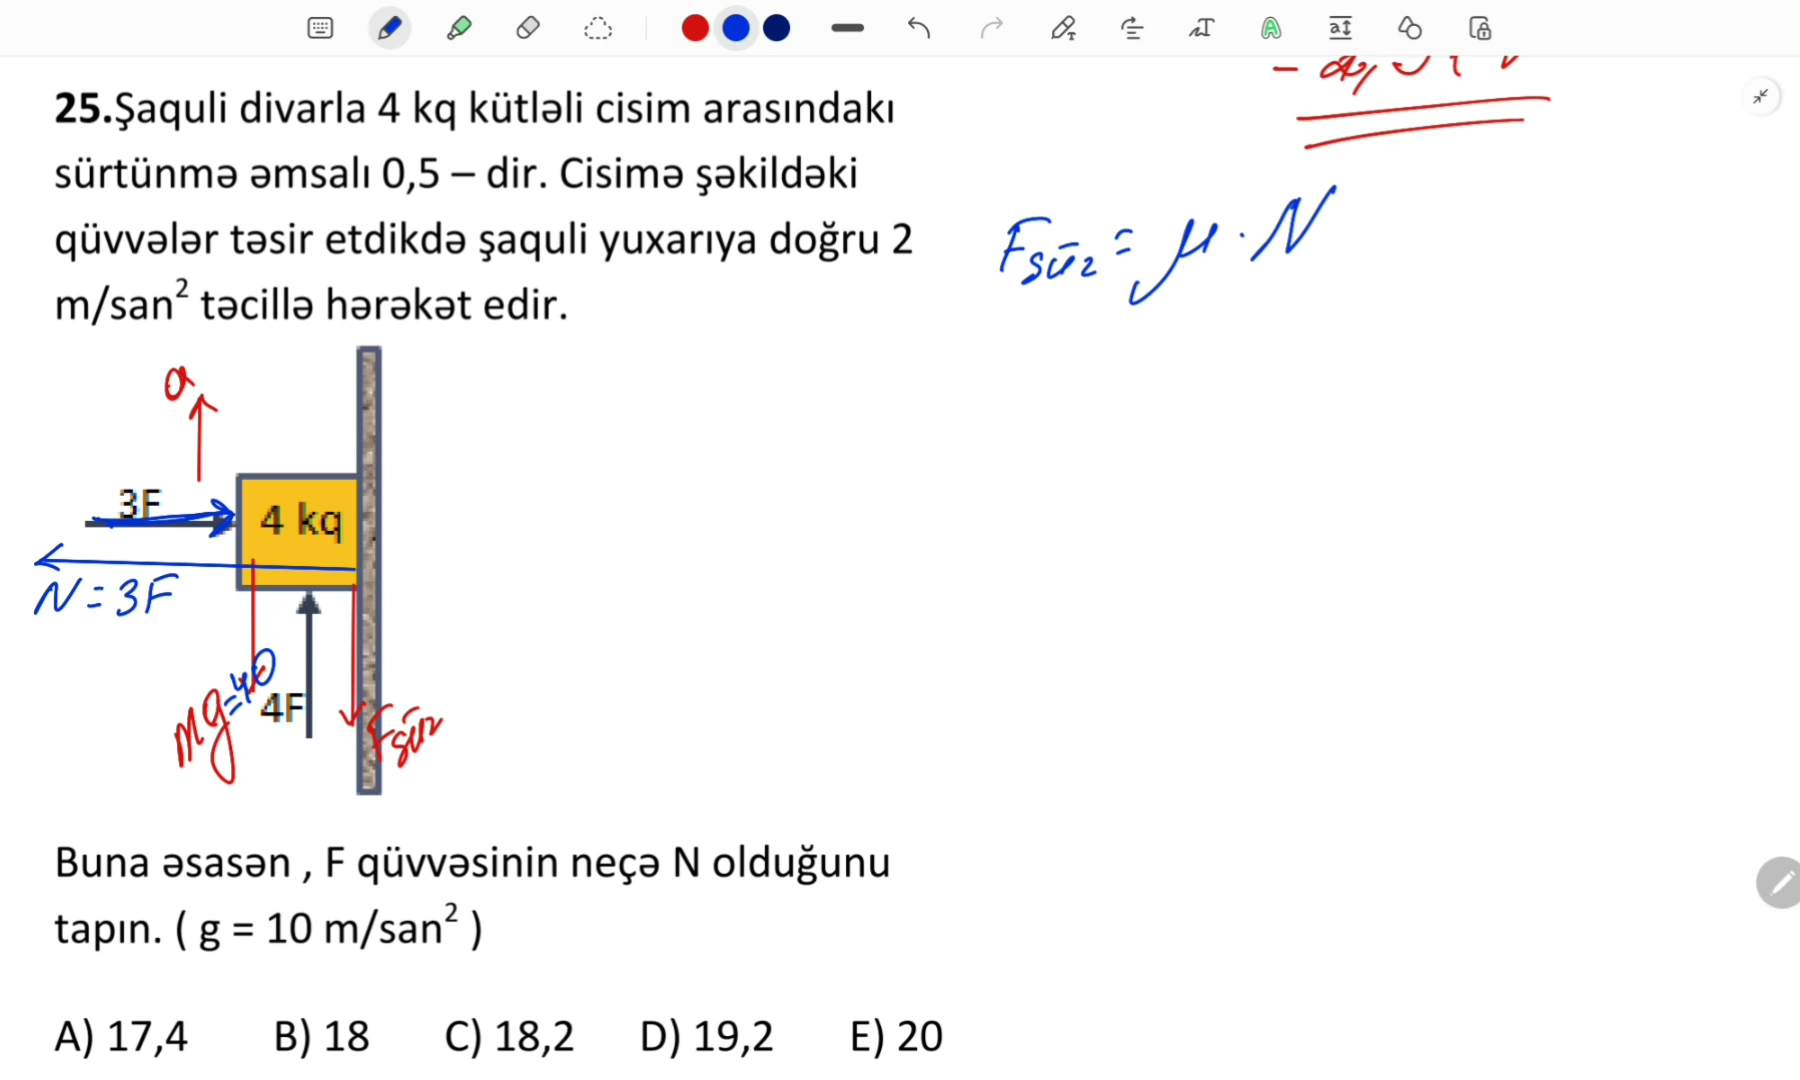 25.Şaquli divarla 4 kq kütləli cisim arasındakı
sürtünmə əmsalı 0,5 – dir. Cisimə şəkildəki
qüvvələr təsir etdikdə şaquli yuxarıya doğru 2
m/san² təcillə hərəkət edir.
Fsür = μ · N
a
3F
4 kq
N = 3F
mg=40
4F
Fsür
Buna əsasən , F qüvvəsinin neçə N olduğunu
tapın. ( g = 10 m/san² )
A) 17,4 B) 18 C) 18,2 D) 19,2 E) 20